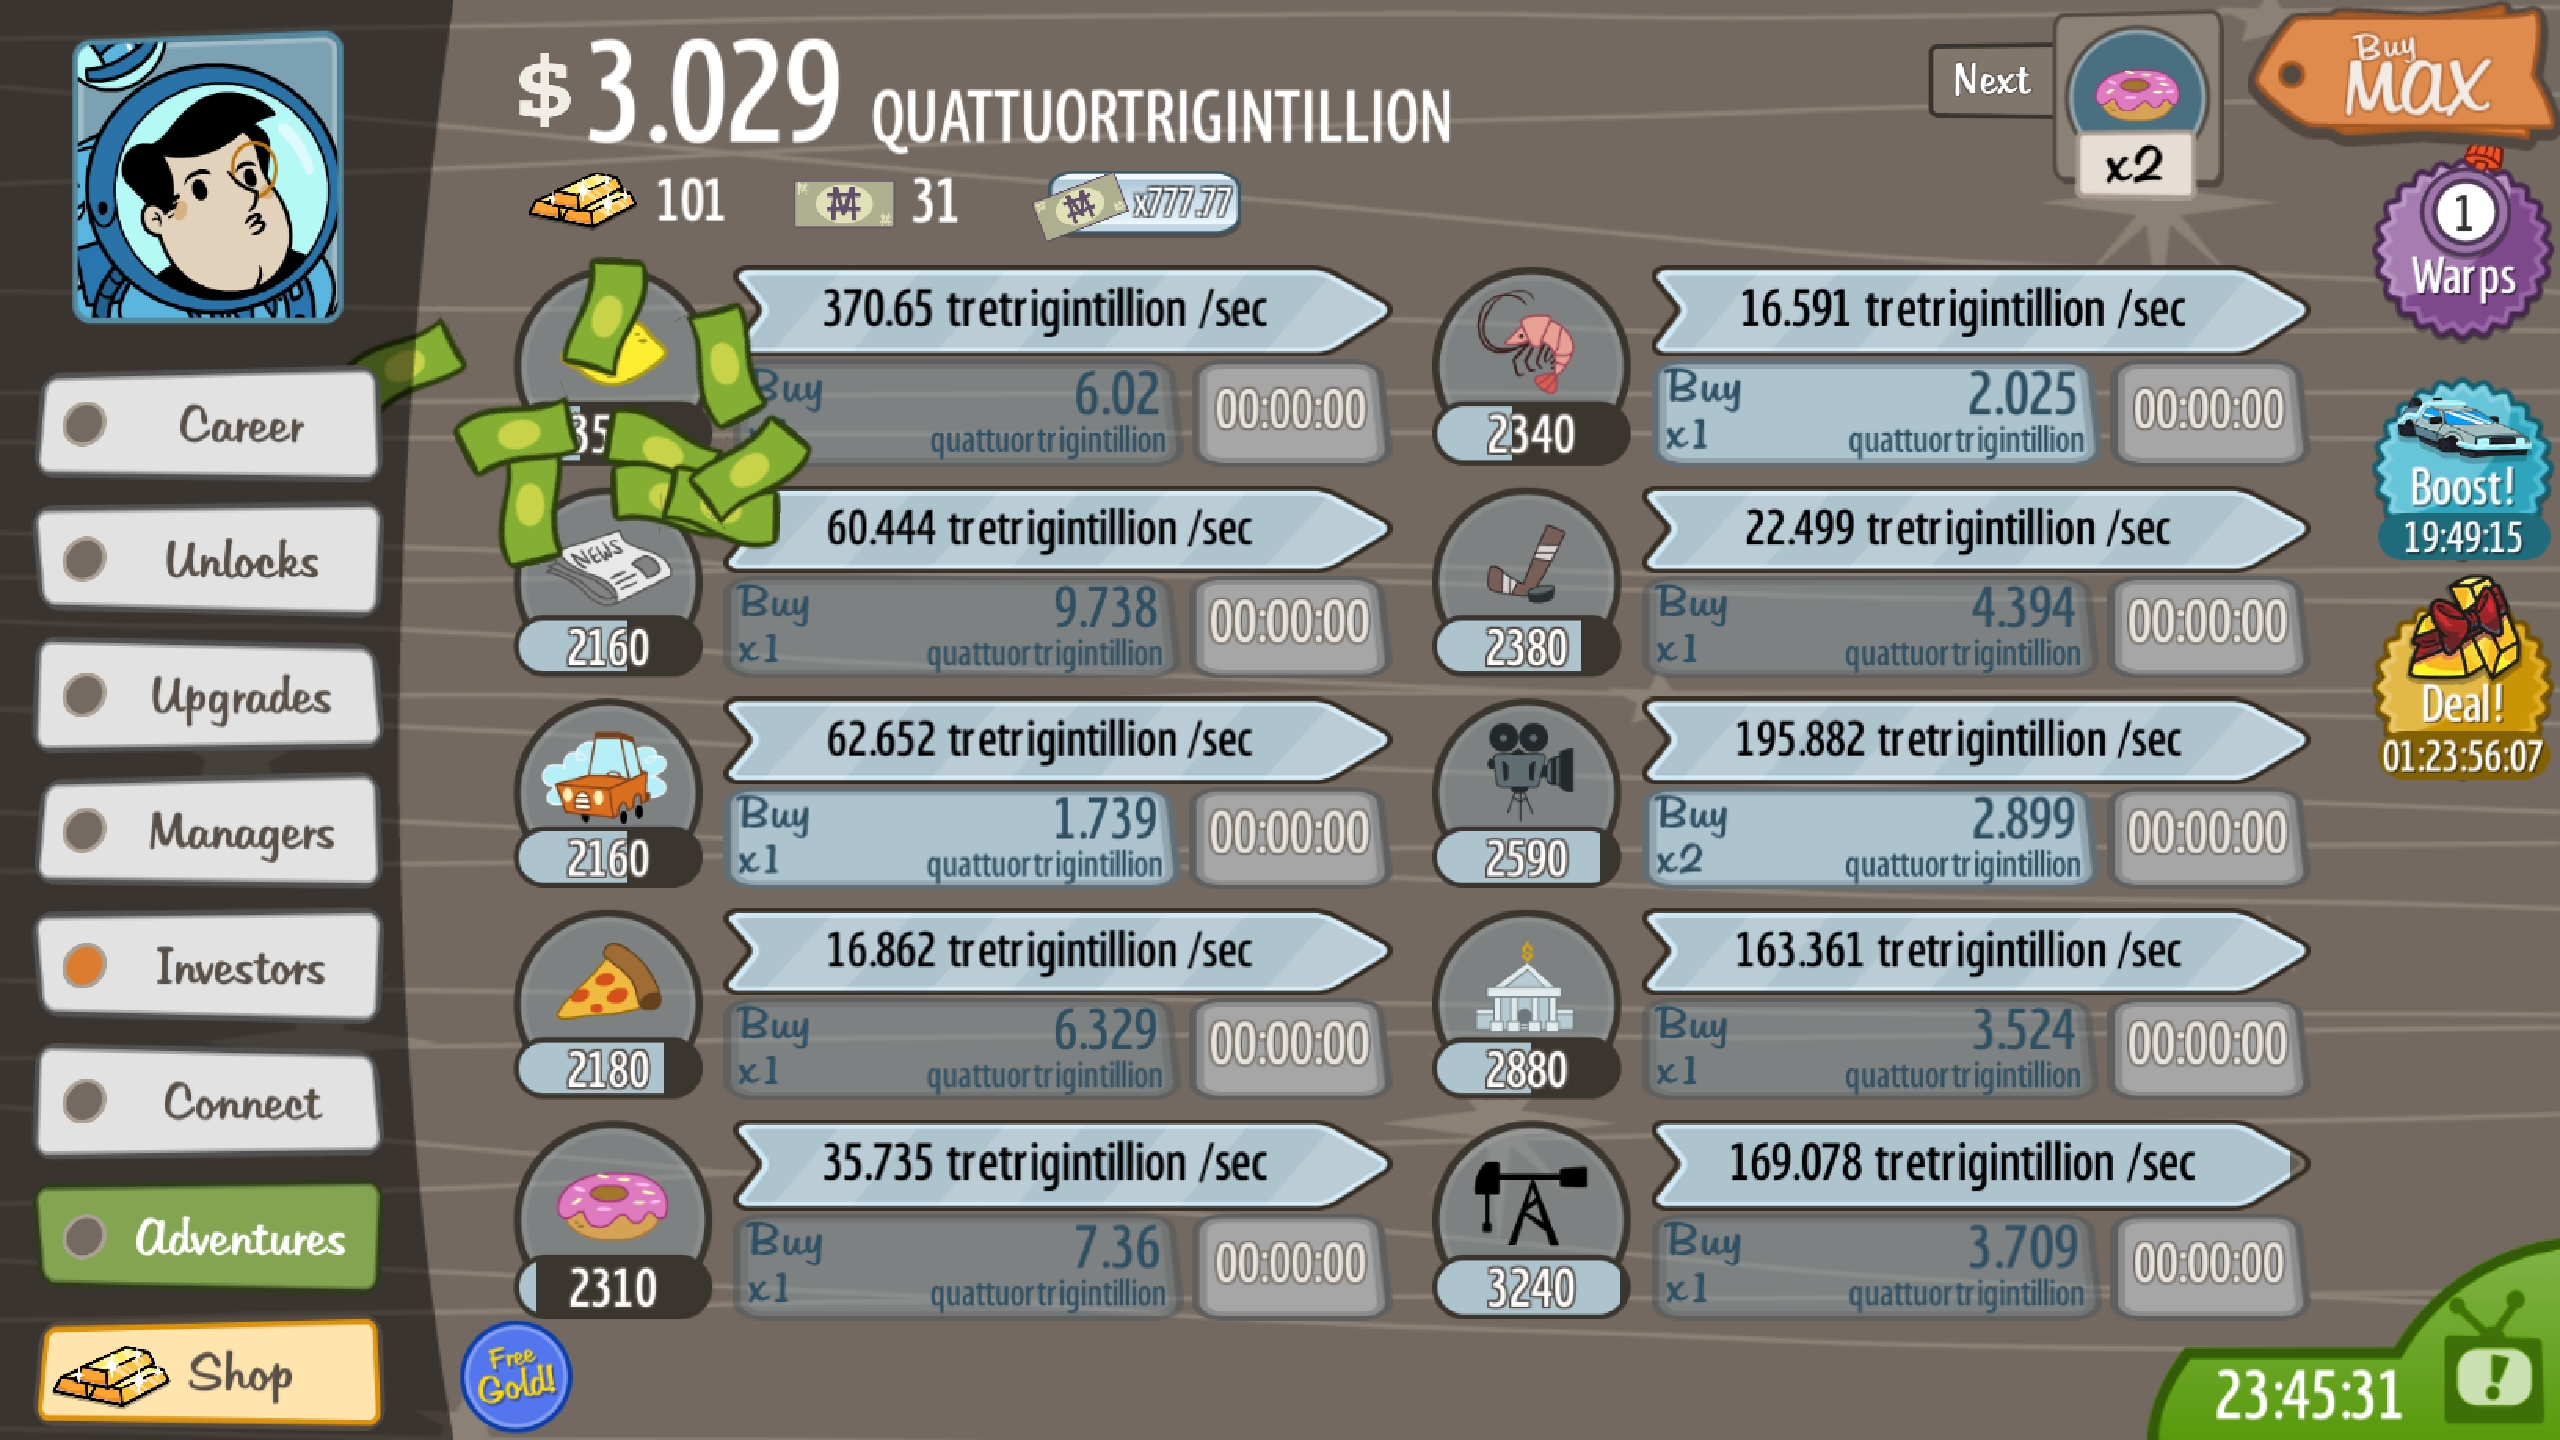 $3.029 QUATTUORTRIGINTILLION
Next
x2
Buy
MAX
101
31
x777.77
1
Warps
Boost!
19:49:15
Deal!
01:23:56:07
Career
Unlocks
Upgrades
Managers
Investors
Connect
Adventures
Shop
370.65 tretrigintillion /sec
Buy
6.02
quattuortrigintillion
00:00:00
NEWS
2160
60.444 tretrigintillion /sec
Buy
x1
9.738
quattuortrigintillion
00:00:00
2160
62.652 tretrigintillion /sec
Buy
x1
1.739
quattuortrigintillion
00:00:00
2180
16.862 tretrigintillion /sec
Buy
x1
6.329
quattuortrigintillion
00:00:00
2310
35.735 tretrigintillion /sec
Buy
x1
7.36
quattuortrigintillion
00:00:00
2340
16.591 tretrigintillion /sec
Buy
x1
2.025
quattuortrigintillion
00:00:00
2380
22.499 tretrigintillion /sec
Buy
x1
4.394
quattuortrigintillion
00:00:00
2590
195.882 tretrigintillion /sec
Buy
x2
2.899
quattuortrigintillion
00:00:00
2880
$
163.361 tretrigintillion /sec
Buy
x1
3.524
quattuortrigintillion
00:00:00
3240
169.078 tretrigintillion /sec
Buy
x1
3.709
quattuortrigintillion
00:00:00
Free
Gold!
23:45:31
!